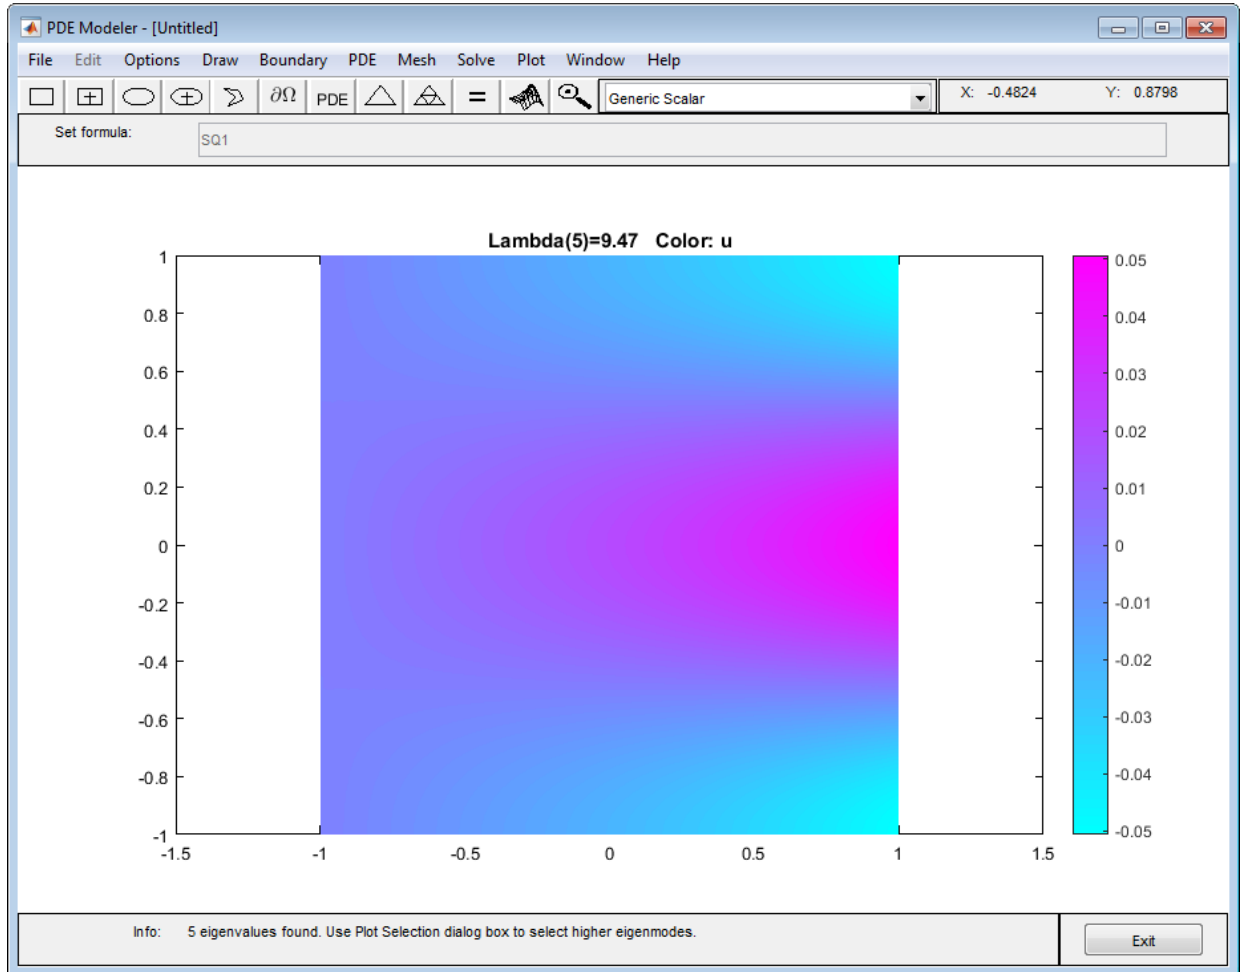 PDE Modeler - [Untitled]
File Edit Options Draw Boundary PDE Mesh Solve Plot Window Help
∂Ω PDE = Generic Scalar X: -0.4824 Y: 0.8798
Set formula: SQ1
Lambda(5)=9.47 Color: u
1
0.8
0.6
0.4
0.2
0
-0.2
-0.4
-0.6
-0.8
-1
-1.5 -1 -0.5 0 0.5 1 1.5
0.05
0.04
0.03
0.02
0.01
0
-0.01
-0.02
-0.03
-0.04
-0.05
Info: 5 eigenvalues found. Use Plot Selection dialog box to select higher eigenmodes.
Exit